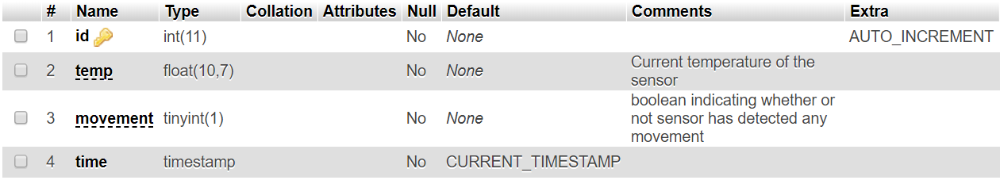 # Name Type Collation Attributes Null Default Comments Extra
1 id int(11) No None AUTO_INCREMENT
2 temp float(10,7) No None Current temperature of the
sensor
3 movement tinyint(1) No None boolean indicating whether or
not sensor has detected any
movement
4 time timestamp No CURRENT_TIMESTAMP